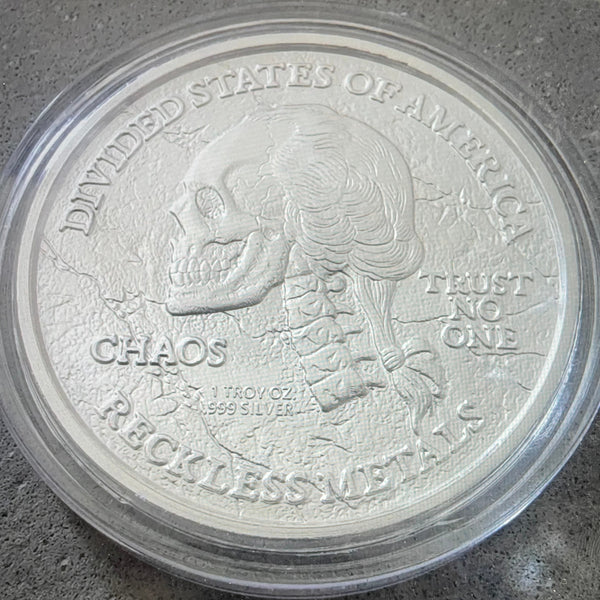 DIVIDED STATES OF AMERICA
TRUST
NO
ONE
CHAOS
1 TROY OZ.
.999 SILVER
RECKLESS METALS